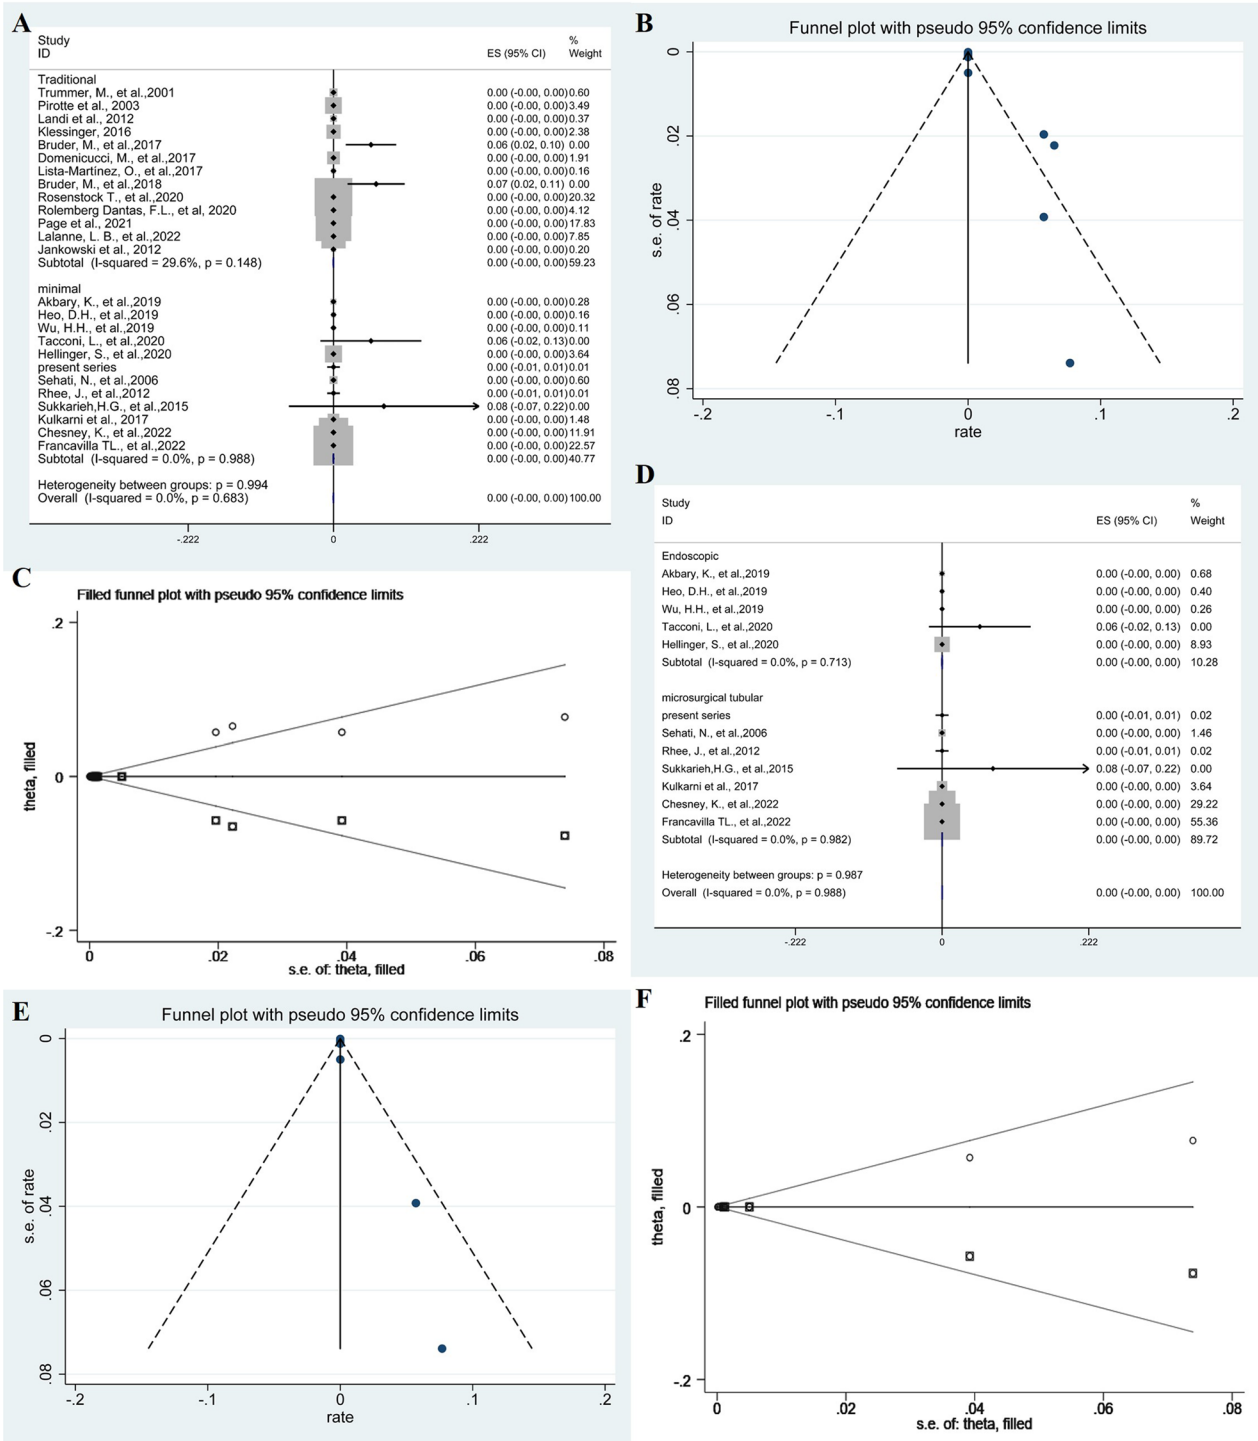 A
Study
ID
ES (95% CI)
%
Weight
Traditional
Trummer, M., et al.,2001 0.00 (-0.00, 0.00)0.60
Pirotte et al., 2003 0.00 (-0.00, 0.00)3.49
Landi et al., 2012 0.00 (-0.00, 0.00)0.37
Klessinger, 2016 0.00 (-0.00, 0.00)2.38
Bruder, M., et al.,2017 0.06 (0.02, 0.10) 0.00
Domenicucci, M., et al.,2017 0.00 (-0.00, 0.00)1.91
Lista-Martínez, O., et al.,2017 0.00 (-0.00, 0.00)0.16
Bruder, M., et al.,2018 0.07 (0.02, 0.11) 0.00
Rosenstock T., et al.,2020 0.00 (-0.00, 0.00)20.32
Rolemberg Dantas, F.L., et al, 2020 0.00 (-0.00, 0.00)4.12
Page et al., 2021 0.00 (-0.00, 0.00)17.83
Lalanne, L. B., et al.,2022 0.00 (-0.00, 0.00)7.85
Jankowski et al., 2012 0.00 (-0.00, 0.00)0.20
Subtotal (I-squared = 29.6%, p = 0.148) 0.00 (-0.00, 0.00)59.23
minimal
Akbary, K., et al.,2019 0.00 (-0.00, 0.00)0.28
Heo, D.H., et al.,2019 0.00 (-0.00, 0.00)0.16
Wu, H.H., et al.,2019 0.00 (-0.00, 0.00)0.11
Tacconi, L., et al.,2020 0.06 (-0.02, 0.13)0.00
Hellinger, S., et al.,2020 0.00 (-0.00, 0.00)3.64
present series 0.00 (-0.01, 0.01)0.01
Sehati, N., et al.,2006 0.00 (-0.00, 0.00)0.60
Rhee, J., et al.,2012 0.00 (-0.01, 0.01)0.01
Sukkarieh,H.G., et al.,2015 0.08 (-0.07, 0.22)0.00
Kulkarni et al., 2017 0.00 (-0.00, 0.00)1.48
Chesney, K., et al.,2022 0.00 (-0.00, 0.00)11.91
Francavilla TL., et al.,2022 0.00 (-0.00, 0.00)22.57
Subtotal (I-squared = 0.0%, p = 0.988) 0.00 (-0.00, 0.00)40.77
Heterogeneity between groups: p = 0.994
Overall (I-squared = 0.0%, p = 0.683) 0.00 (-0.00, 0.00)100.00
-.222 0 .222
B
Funnel plot with pseudo 95% confidence limits
s.e. of rate
0
.02
.04
.06
.08
-.2 -.1 0 .1 .2
rate
C
Filled funnel plot with pseudo 95% confidence limits
theta, filled
.2
0
-.2
0 .02 .04 .06 .08
s.e. of: theta, filled
D
Study
ID
ES (95% CI)
%
Weight
Endoscopic
Akbary, K., et al.,2019 0.00 (-0.00, 0.00) 0.68
Heo, D.H., et al.,2019 0.00 (-0.00, 0.00) 0.40
Wu, H.H., et al.,2019 0.00 (-0.00, 0.00) 0.26
Tacconi, L., et al.,2020 0.06 (-0.02, 0.13) 0.00
Hellinger, S., et al.,2020 0.00 (-0.00, 0.00) 8.93
Subtotal (I-squared = 0.0%, p = 0.713) 0.00 (-0.00, 0.00) 10.28
microsurgical tubular
present series 0.00 (-0.01, 0.01) 0.02
Sehati, N., et al.,2006 0.00 (-0.00, 0.00) 1.46
Rhee, J., et al.,2012 0.00 (-0.01, 0.01) 0.02
Sukkarieh,H.G., et al.,2015 0.08 (-0.07, 0.22) 0.00
Kulkarni et al., 2017 0.00 (-0.00, 0.00) 3.64
Chesney, K., et al.,2022 0.00 (-0.00, 0.00) 29.22
Francavilla TL., et al.,2022 0.00 (-0.00, 0.00) 55.36
Subtotal (I-squared = 0.0%, p = 0.982) 0.00 (-0.00, 0.00) 89.72
Heterogeneity between groups: p = 0.987
Overall (I-squared = 0.0%, p = 0.988) 0.00 (-0.00, 0.00) 100.00
-.222 0 .222
E
Funnel plot with pseudo 95% confidence limits
s.e. of rate
0
.02
.04
.06
.08
-.2 -.1 0 .1 .2
rate
F
Filled funnel plot with pseudo 95% confidence limits
theta, filled
.2
0
-.2
0 .02 .04 .06 .08
s.e. of: theta, filled